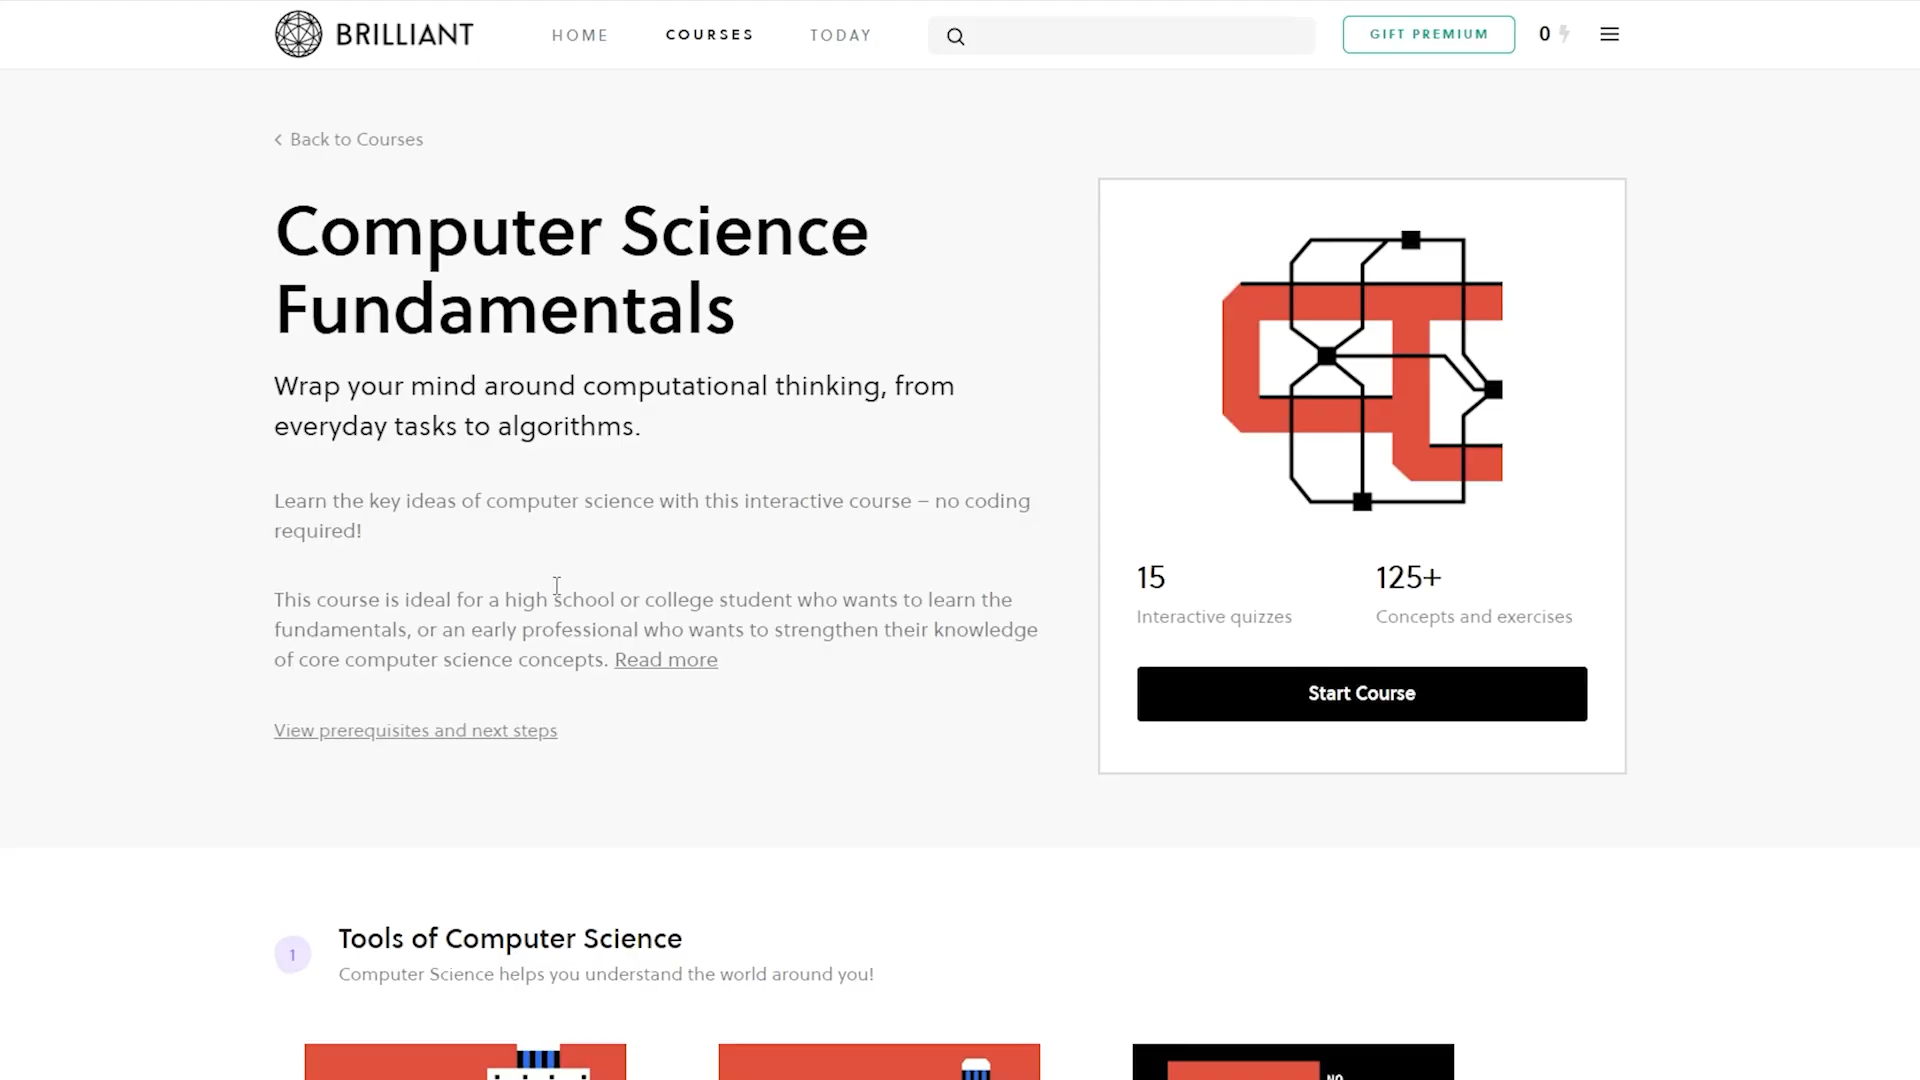 BRILLIANT
HOME
COURSES
TODAY
GIFT PREMIUM
0
Back to Courses
Computer Science
Fundamentals
Wrap your mind around computational thinking, from
everyday tasks to algorithms.
Learn the key ideas of computer science with this interactive course – no coding
required!
This course is ideal for a high school or college student who wants to learn the
fundamentals, or an early professional who wants to strengthen their knowledge
of core computer science concepts. Read more
View prerequisites and next steps
15
Interactive quizzes
125+
Concepts and exercises
Start Course
1
Tools of Computer Science
Computer Science helps you understand the world around you!
NO